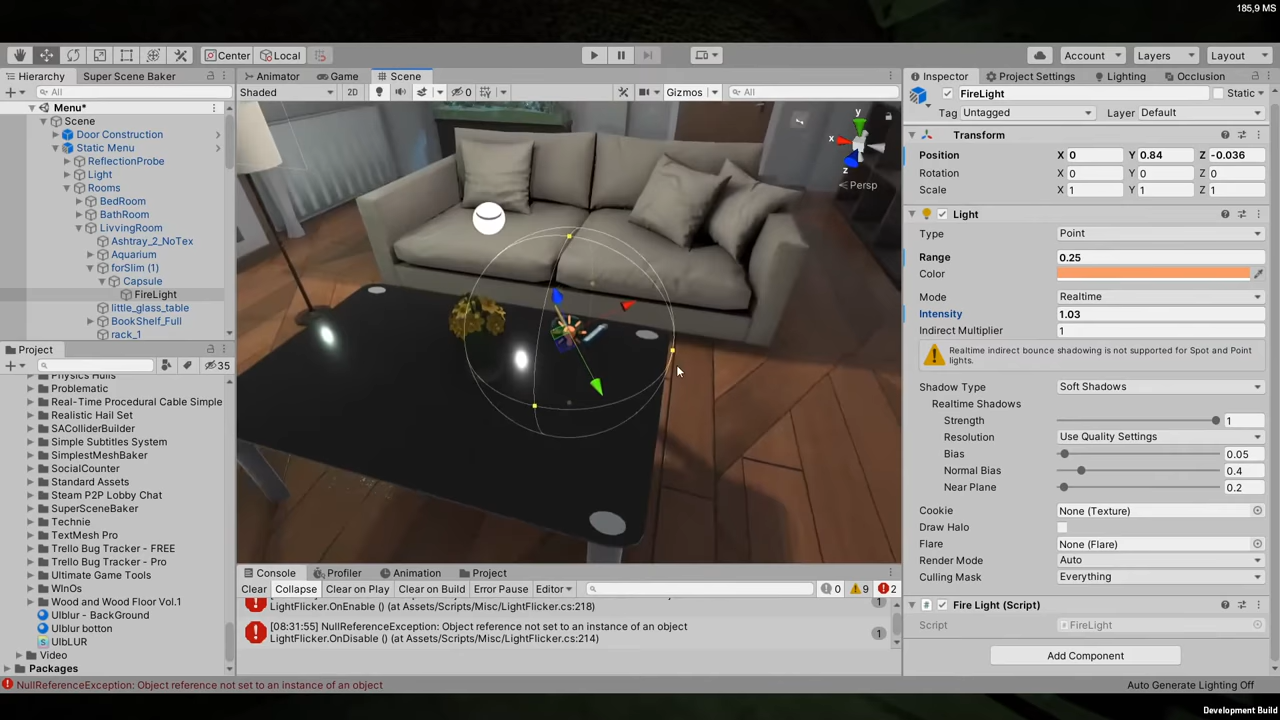 185,9 MS
Center Local Account Layers Layout
Hierarchy Super Scene Baker Animator Game Scene Inspector Project Settings Lighting Occlusion
All
Menu*
Scene
Door Construction
Static Menu
ReflectionProbe
Light
Rooms
BedRoom
BathRoom
LivvingRoom
Ashtray_2_NoTex
Aquarium
forSlim (1)
Capsule
FireLight
little_glass_table
BookShelf_Full
rack_1
Project
35
Physics Hulls
Problematic
Real-Time Procedural Cable Simple
Realistic Hail Set
SAColliderBuilder
Simple Subtitles System
SimplestMeshBaker
SocialCounter
Standard Assets
Steam P2P Lobby Chat
SuperSceneBaker
Technie
TextMesh Pro
Trello Bug Tracker - FREE
Trello Bug Tracker - Pro
Ultimate Game Tools
WInOs
Wood and Wood Floor Vol.1
UIblur - BackGround
UIblur botton
UIbLUR
Video
Packages
Shaded 2D 0 Gizmos All
y
x
z
Persp
Console Profiler Animation Project
Clear Collapse Clear on Play Clear on Build Error Pause Editor 0 9 2
LightFlicker.OnEnable () (at Assets/Scripts/Misc/LightFlicker.cs:218) 1
[08:31:55] NullReferenceException: Object reference not set to an instance of an object
LightFlicker.OnDisable () (at Assets/Scripts/Misc/LightFlicker.cs:214) 1
FireLight Static
Tag Untagged Layer Default
Transform
Position X 0 Y 0.84 Z -0.036
Rotation X 0 Y 0 Z 0
Scale X 1 Y 1 Z 1
Light
Type Point
Range 0.25
Color
Mode Realtime
Intensity 1.03
Indirect Multiplier 1
Realtime indirect bounce shadowing is not supported for Spot and Point
lights.
Shadow Type Soft Shadows
Realtime Shadows
Strength 1
Resolution Use Quality Settings
Bias 0.05
Normal Bias 0.4
Near Plane 0.2
Cookie None (Texture)
Draw Halo
Flare None (Flare)
Render Mode Auto
Culling Mask Everything
Fire Light (Script)
Script FireLight
Add Component
NullReferenceException: Object reference not set to an instance of an object Auto Generate Lighting Off
Development Build